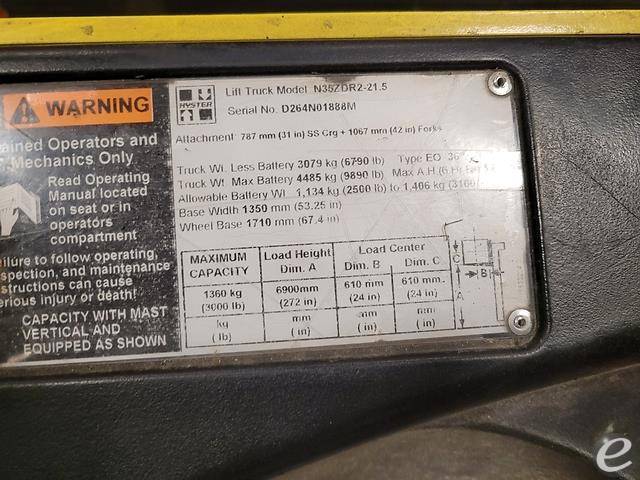 WARNING
ained Operators and
Mechanics Only
Read Operating
Manual located
on seat or in
operators
compartment
ailure to follow operating,
spection, and maintenance
structions can cause
erious injury or death!
CAPACITY WITH MAST
VERTICAL AND
EQUIPPED AS SHOWN
HYSTER
Lift Truck Model N35ZDR2-21.5
Serial No. D264N01888M
Attachment 787 mm (31 in) SS Crg + 1067 mm (42 in) Forks
Truck Wt. Less Battery 3079 kg (6790 lb) Type EO 36
Truck Wt Max Battery 4485 kg (9890 lb) Max A.H.(6
Allowable Battery Wt. 1,134 kg (2500 lb) to 1,406 kg (3100
Base Width 1350 mm (53.25 in)
Wheel Base 1710 mm (67.4 in)
MAXIMUM CAPACITY Load Height Dim. A Load Center Dim. B Dim. C
1360 kg 6900mm 610 mm 610 mm.
(3000 lb) (272 in) (24 in) (24 in)
kg mm mm mm
(lb) (in) (in) (in)
C
B
A
e